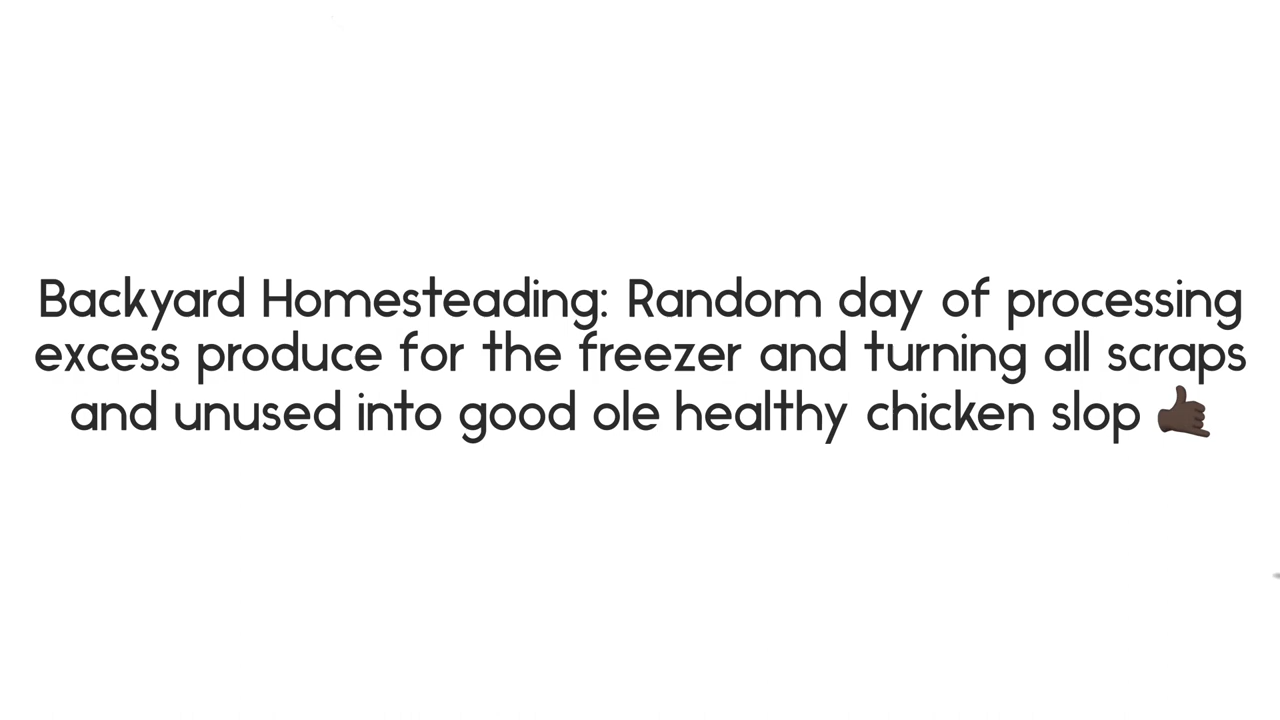 Backyard Homesteading: Random day of processing
excess produce for the freezer and turning all scraps
and unused into good ole healthy chicken slop 🤙🏿